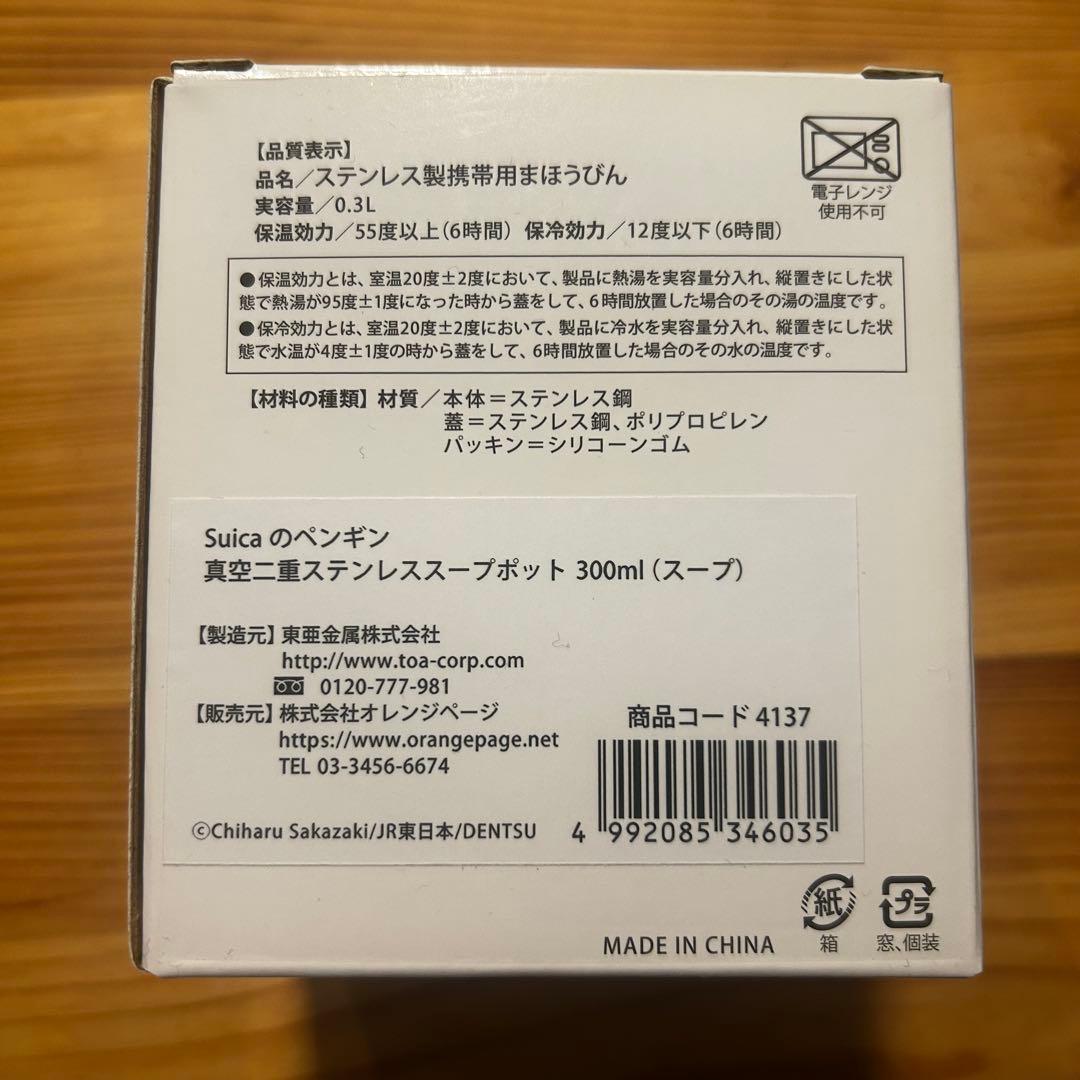 【品質表示】
品名／ステンレス製携帯用まほうびん
実容量／0.3L
保温効力／55度以上（6時間） 保冷効力／12度以下（6時間）
電子レンジ
使用不可
●保温効力とは、室温20度±2度において、製品に熱湯を実容量分入れ、縦置きにした状
態で熱湯が95度±1度になった時から蓋をして、6時間放置した場合のその湯の温度です。
●保冷効力とは、室温20度±2度において、製品に冷水を実容量分入れ、縦置きにした状
態で水温が4度±1度の時から蓋をして、6時間放置した場合のその水の温度です。
【材料の種類】材質／本体＝ステンレス鋼
蓋＝ステンレス鋼、ポリプロピレン
パッキン＝シリコーンゴム
Suica のペンギン
真空二重ステンレススープポット 300ml（スープ）
【製造元】東亜金属株式会社
http://www.toa-corp.com
0120-777-981
【販売元】株式会社オレンジページ
https://www.orangepage.net
TEL 03-3456-6674
©Chiharu Sakazaki/JR東日本/DENTSU
商品コード 4137
4 992085 346035
MADE IN CHINA
紙
箱
プラ
窓、個装